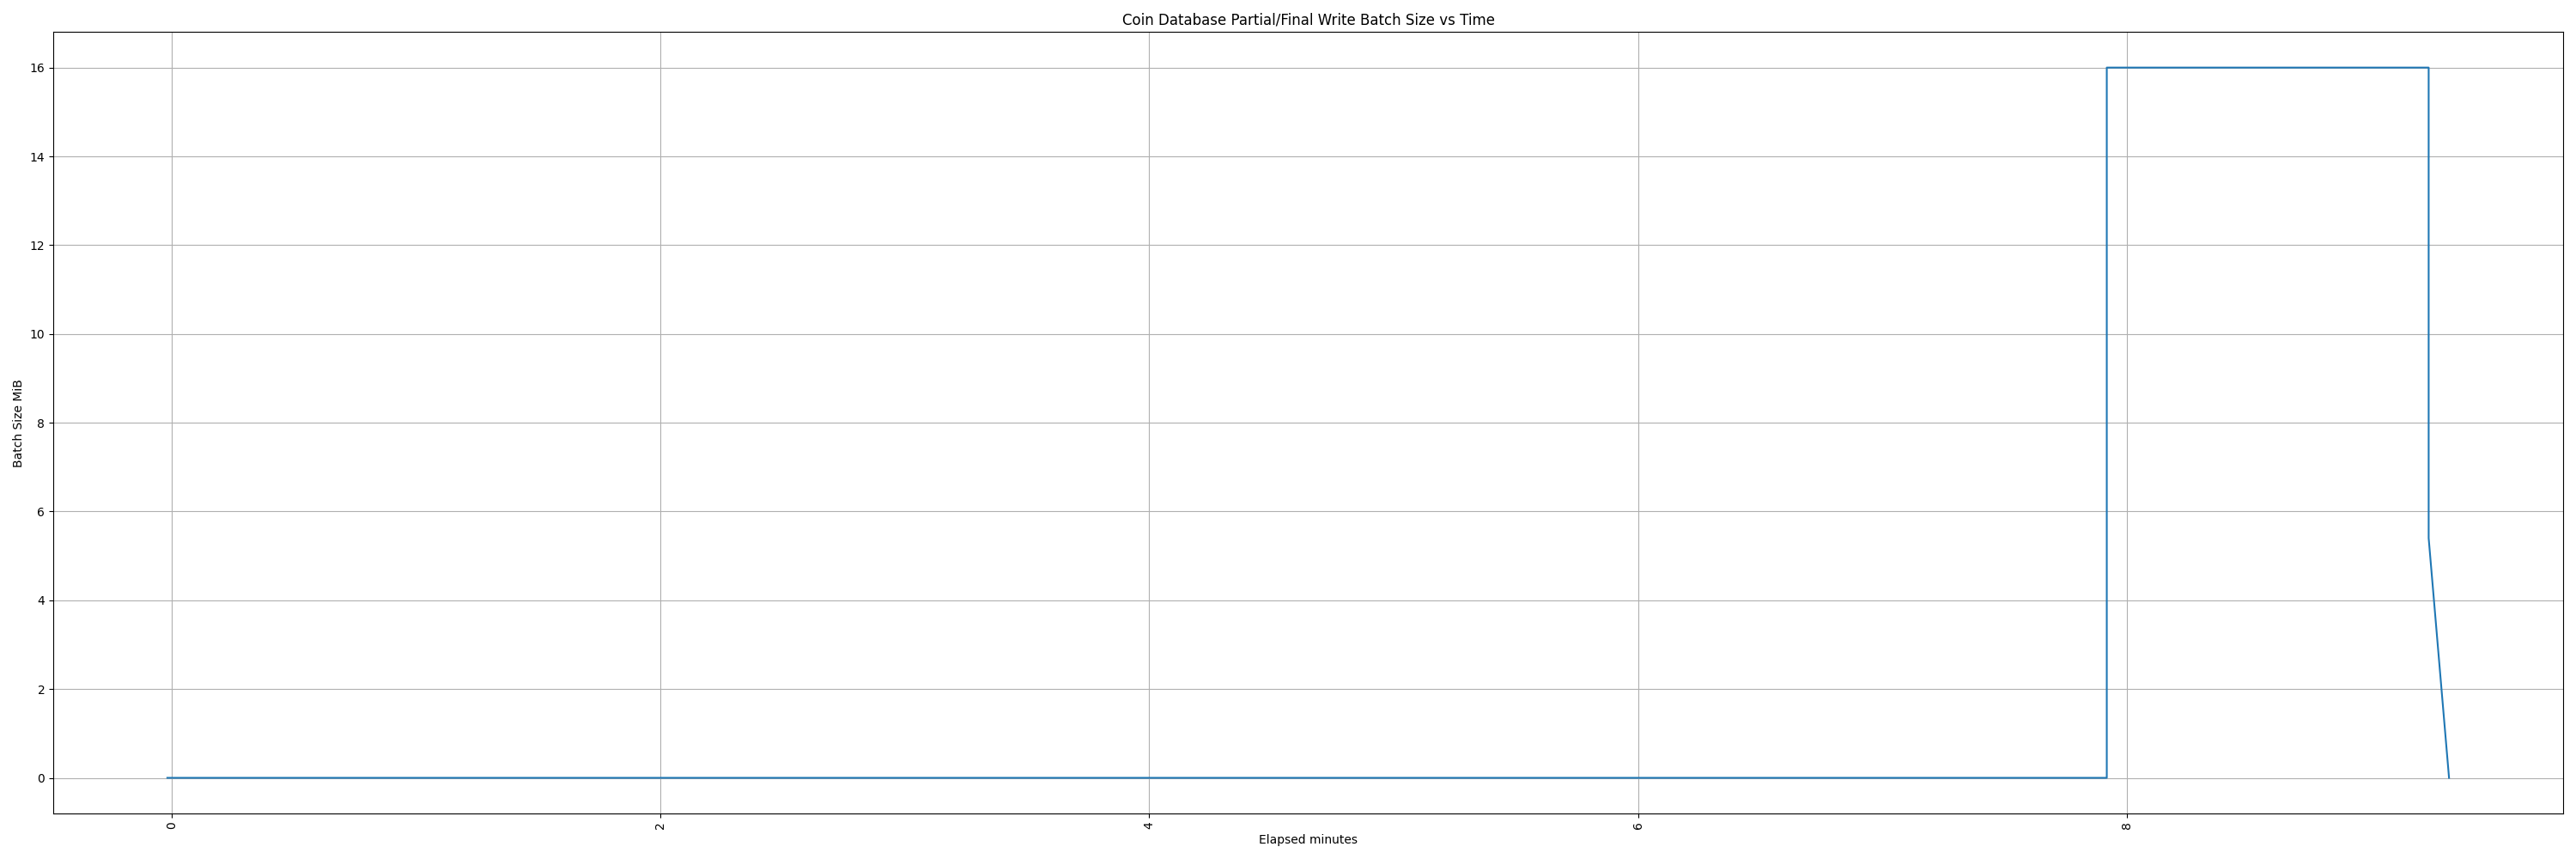 Coin Database Partial/Final Write Batch Size vs Time
16
14
12
10
8
6
4
2
0
Batch Size MiB
0 2 4 6 8
Elapsed minutes